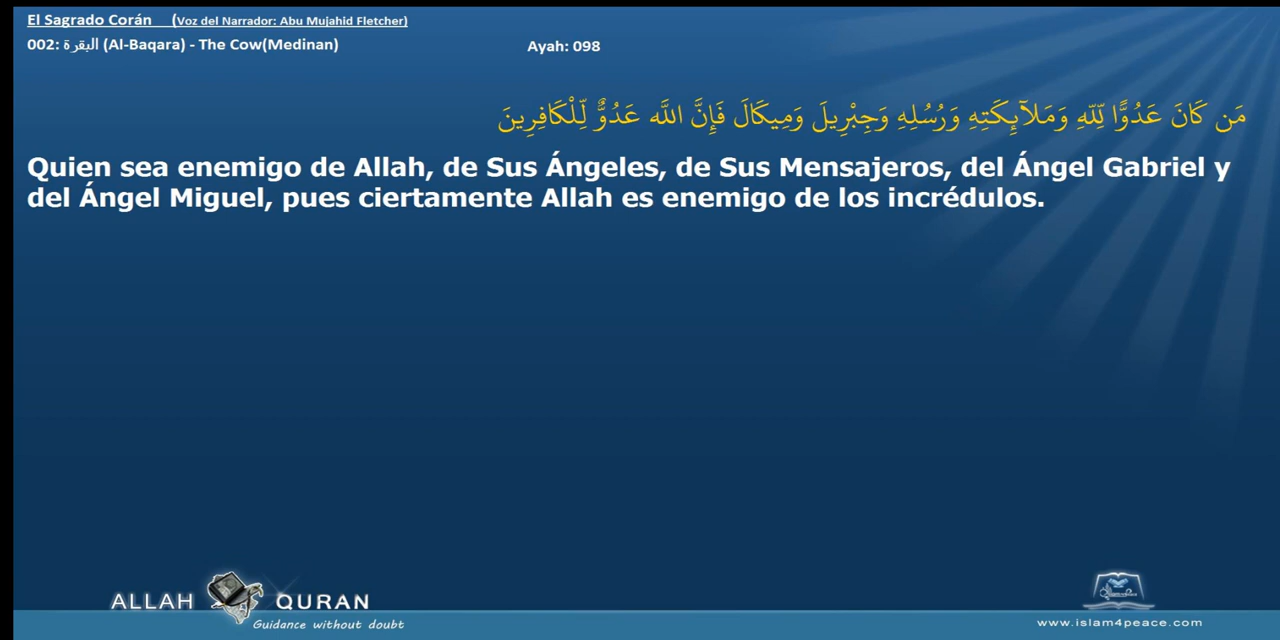 El Sagrado Corán (Voz del Narrador: Abu Mujahid Fletcher)
002: البقرة (Al-Baqara) - The Cow(Medinan) Ayah: 098
مَن كَانَ عَدُوًّا لِّلّهِ وَمَلآئِكَتِهِ وَرُسُلِهِ وَجِبْرِيلَ وَمِيكَالَ فَإِنَّ اللَّه عَدُوٌّ لِّلْكَافِرِينَ
Quien sea enemigo de Allah, de Sus Ángeles, de Sus Mensajeros, del Ángel Gabriel y
del Ángel Miguel, pues ciertamente Allah es enemigo de los incrédulos.
ALLAH QURAN
Guidance without doubt
www.islam4peace.com